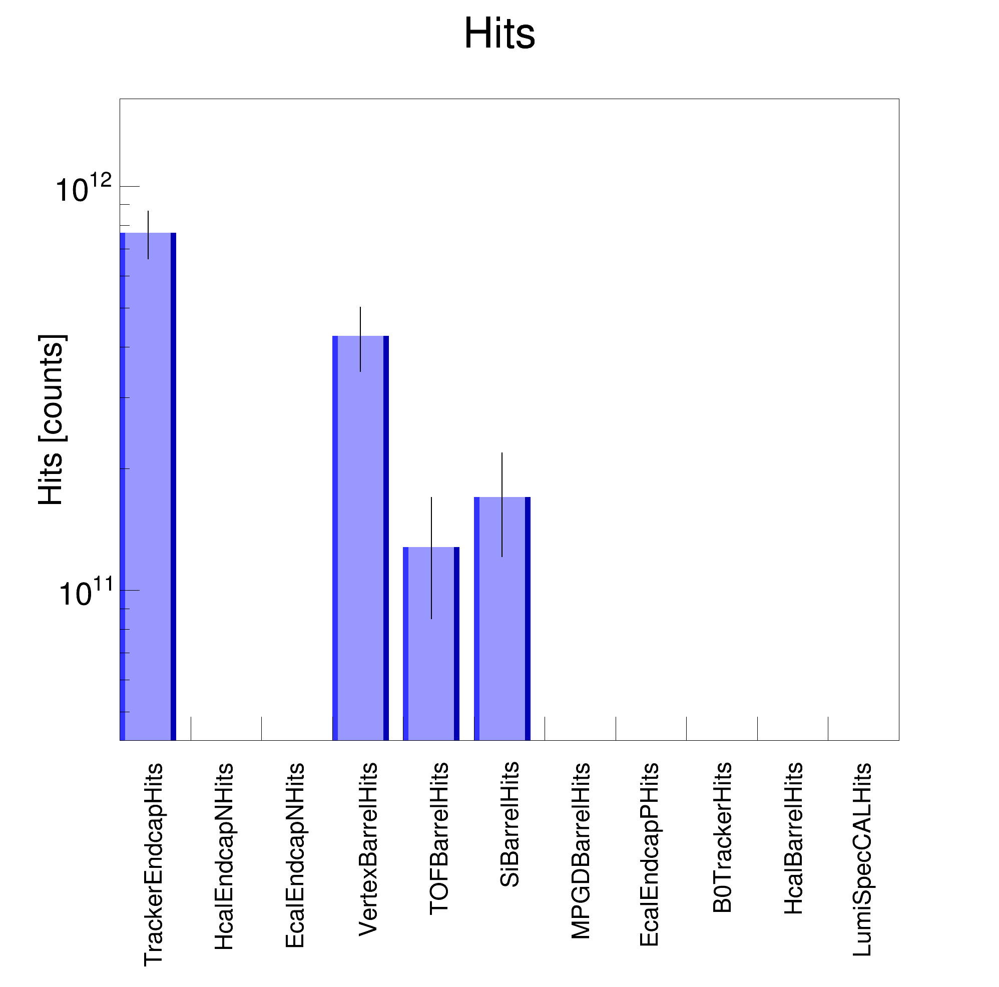 Hits
Hits [counts]
10^12
10^11
TrackerEndcapHits
HcalEndcapNHits
EcalEndcapNHits
VertexBarrelHits
TOFBarrelHits
SiBarrelHits
MPGDBarrelHits
EcalEndcapPHits
B0TrackerHits
HcalBarrelHits
LumiSpecCALHits